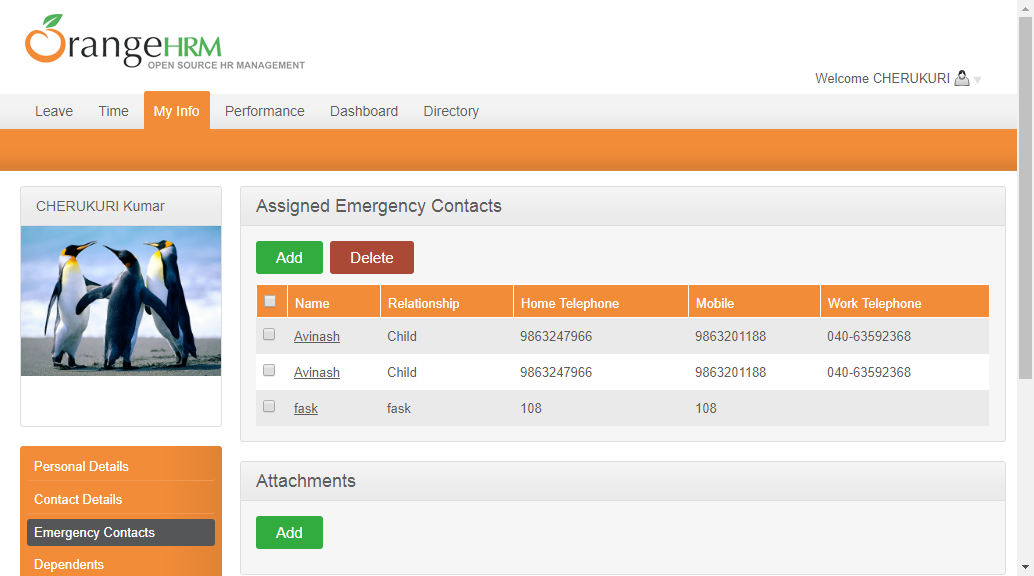 OrangeHRM
OPEN SOURCE HR MANAGEMENT
Welcome CHERUKURI
Leave Time My Info Performance Dashboard Directory
CHERUKURI Kumar
Assigned Emergency Contacts
Add Delete
Name Relationship Home Telephone Mobile Work Telephone
Avinash Child 9863247966 9863201188 040-63592368
Avinash Child 9863247966 9863201188 040-63592368
fask fask 108 108
Personal Details
Contact Details
Emergency Contacts
Dependents
Attachments
Add